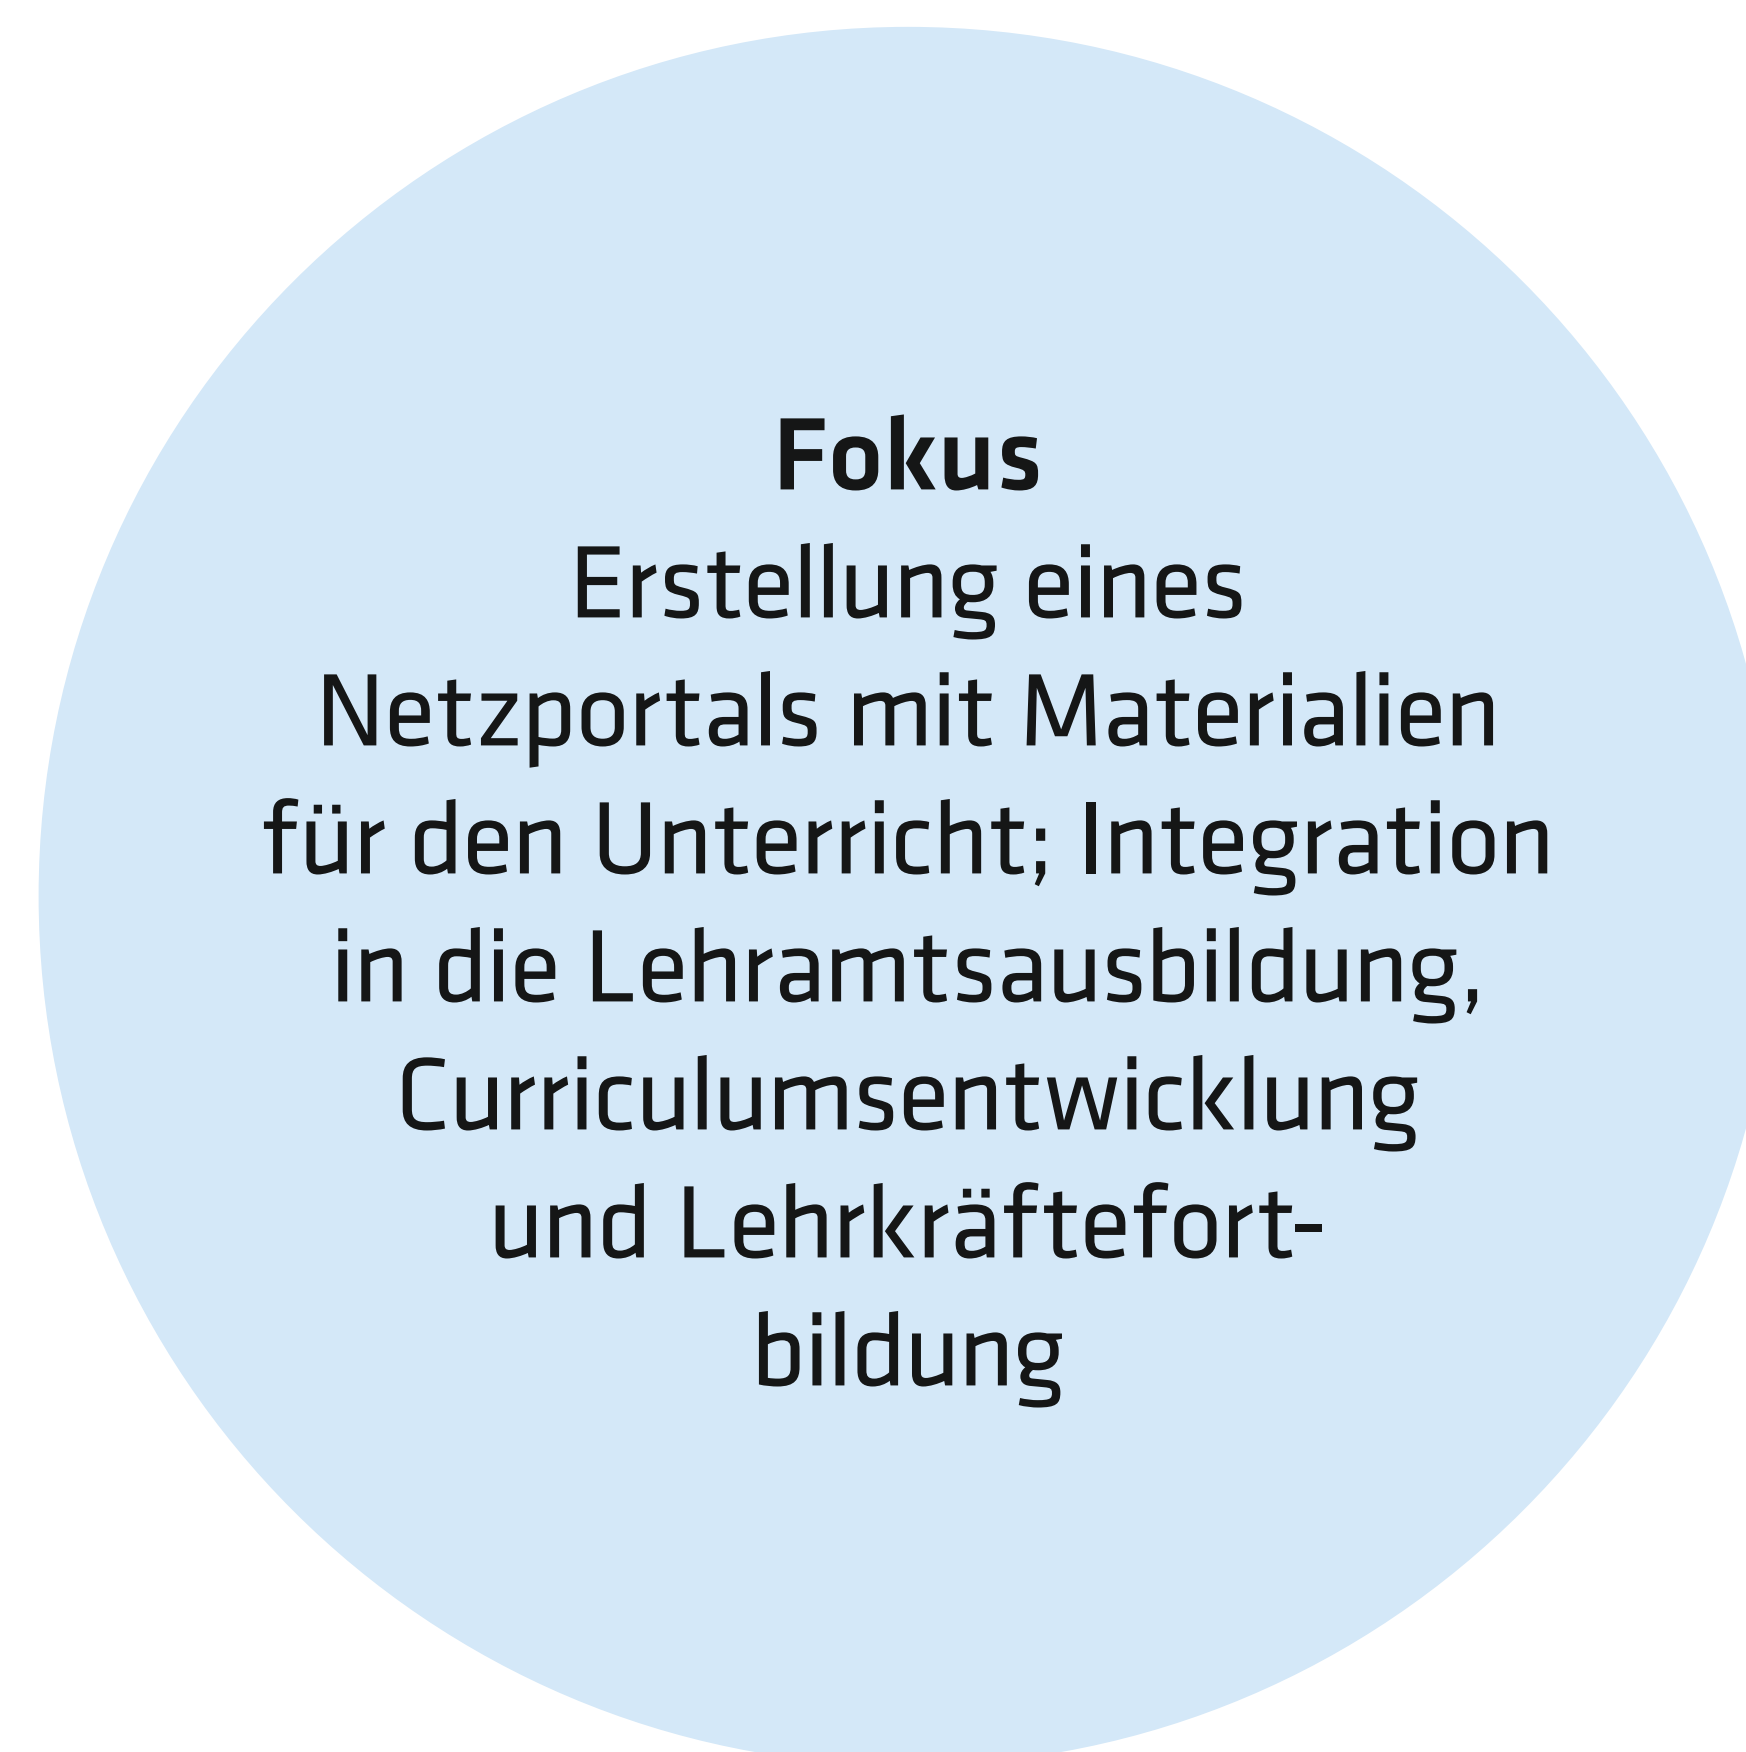 Fokus
Erstellung eines
Netzportals mit Materialien
für den Unterricht; Integration
in die Lehramtsausbildung,
Curriculumsentwicklung
und Lehrkräftefort-
bildung